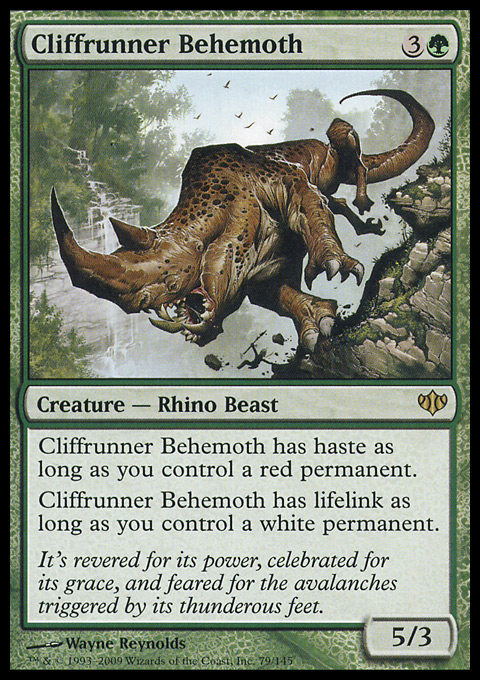 Cliffrunner Behemoth 3
Creature — Rhino Beast
Cliffrunner Behemoth has haste as
long as you control a red permanent.
Cliffrunner Behemoth has lifelink as
long as you control a white permanent.
It's revered for its power, celebrated for
its grace, and feared for the avalanches
triggered by its thunderous feet.
5/3
Wayne Reynolds
™ & © 1993–2009 Wizards of the Coast, Inc. 79/145